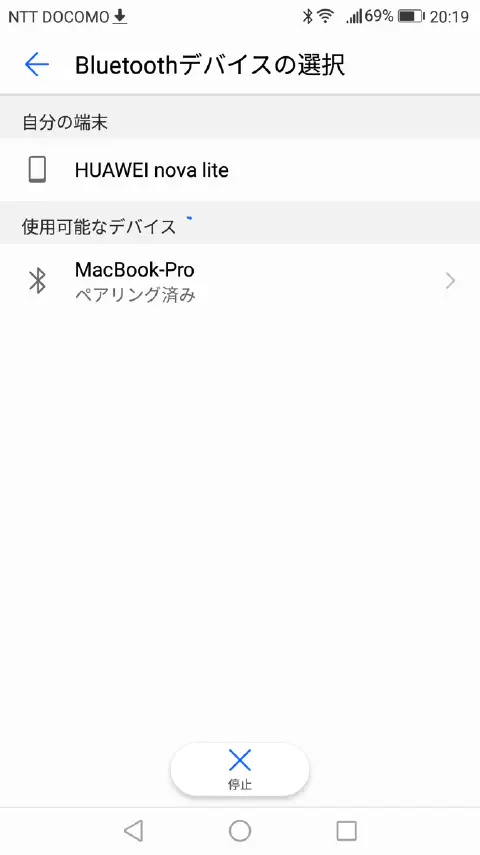 NTT DOCOMO 69% 20:19
Bluetoothデバイスの選択
自分の端末
HUAWEI nova lite
使用可能なデバイス
MacBook-Pro
ペアリング済み
停止